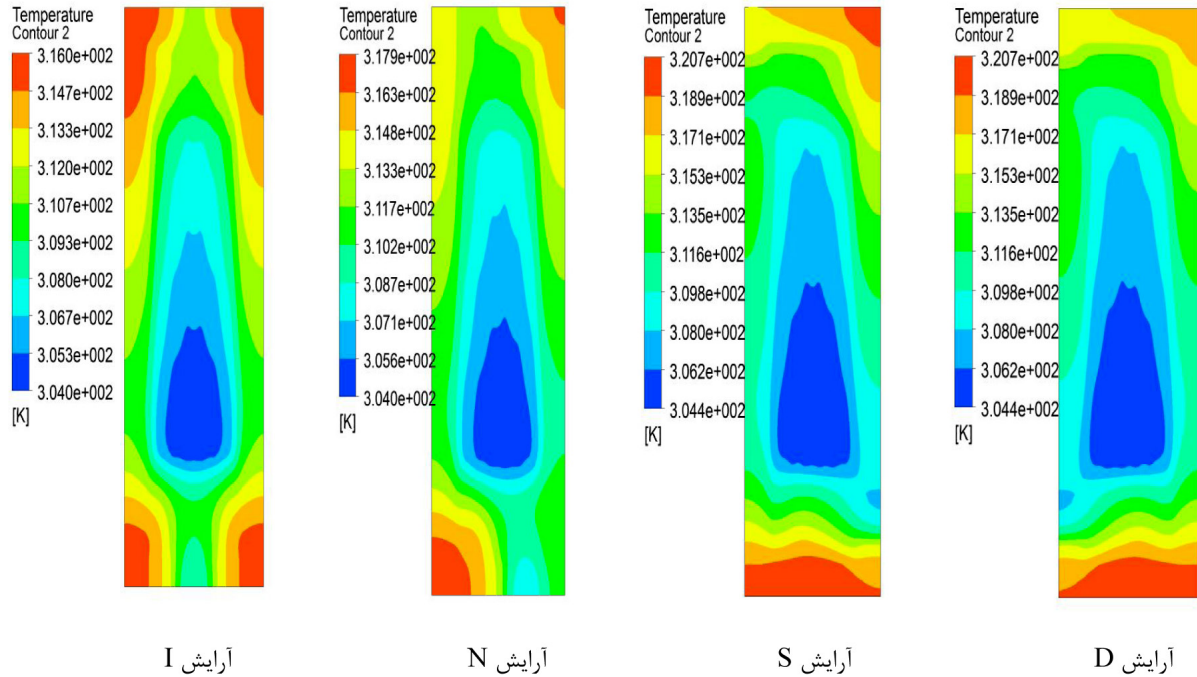 Temperature
Contour 2
3.160e+002
3.147e+002
3.133e+002
3.120e+002
3.107e+002
3.093e+002
3.080e+002
3.067e+002
3.053e+002
3.040e+002
[K]
آرایش I
Temperature
Contour 2
3.179e+002
3.163e+002
3.148e+002
3.133e+002
3.117e+002
3.102e+002
3.087e+002
3.071e+002
3.056e+002
3.040e+002
[K]
آرایش N
Temperature
Contour 2
3.207e+002
3.189e+002
3.171e+002
3.153e+002
3.135e+002
3.116e+002
3.098e+002
3.080e+002
3.062e+002
3.044e+002
[K]
آرایش S
Temperature
Contour 2
3.207e+002
3.189e+002
3.171e+002
3.153e+002
3.135e+002
3.116e+002
3.098e+002
3.080e+002
3.062e+002
3.044e+002
[K]
آرایش D